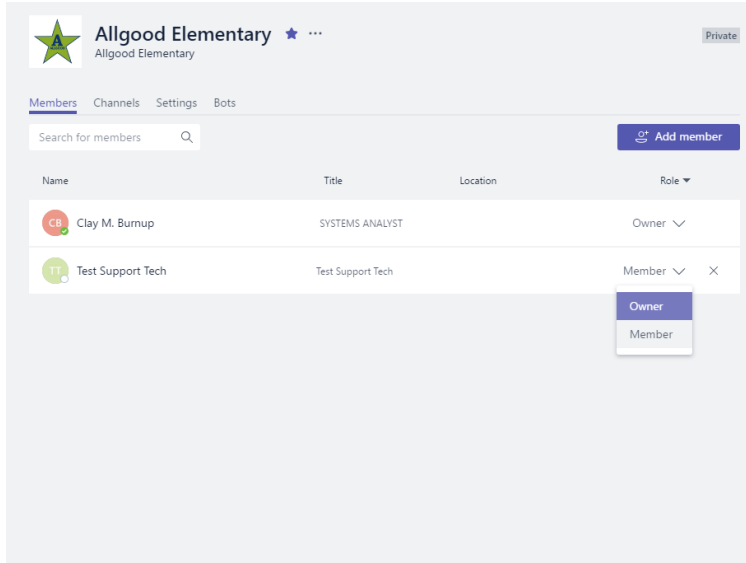 Allgood Elementary ...
Allgood Elementary
Private
A
Members Channels Settings Bots
Search for members
Add member
Name Title Location Role
CB Clay M. Burnup SYSTEMS ANALYST Owner
TT Test Support Tech Test Support Tech Member
Owner
Member